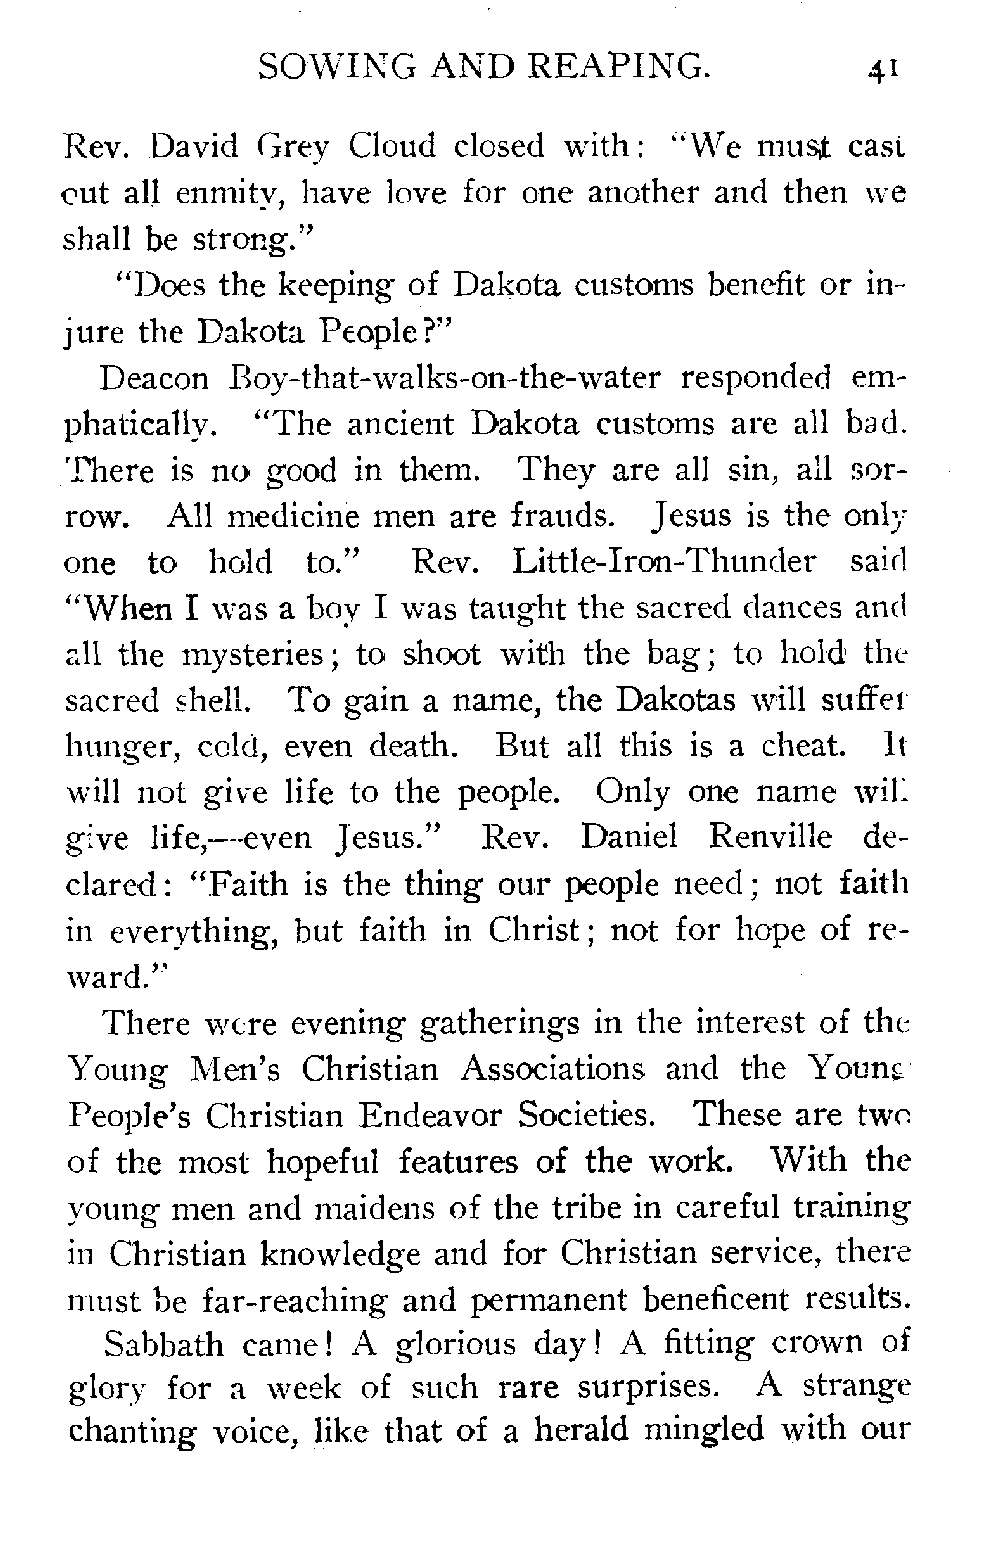 SOWING AND REAPING. 41
Rev. David Grey Cloud closed with: "We must cast
out all enmity, have love for one another and then we
shall be strong."
"Does the keeping of Dakota customs benefit or in-
jure the Dakota People?"
Deacon Boy-that-walks-on-the-water responded em-
phatically. "The ancient Dakota customs are all bad.
There is no good in them. They are all sin, all sor-
row. All medicine men are frauds. Jesus is the only
one to hold to." Rev. Little-Iron-Thunder said
"When I was a boy I was taught the sacred dances and
all the mysteries; to shoot with the bag; to hold the
sacred shell. To gain a name, the Dakotas will suffer
hunger, cold, even death. But all this is a cheat. It
will not give life to the people. Only one name will
give life,—even Jesus." Rev. Daniel Renville de-
clared: "Faith is the thing our people need; not faith
in everything, but faith in Christ; not for hope of re-
ward."
There were evening gatherings in the interest of the
Young Men's Christian Associations and the Young
People's Christian Endeavor Societies. These are two
of the most hopeful features of the work. With the
young men and maidens of the tribe in careful training
in Christian knowledge and for Christian service, there
must be far-reaching and permanent beneficent results.
Sabbath came! A glorious day! A fitting crown of
glory for a week of such rare surprises. A strange
chanting voice, like that of a herald mingled with our